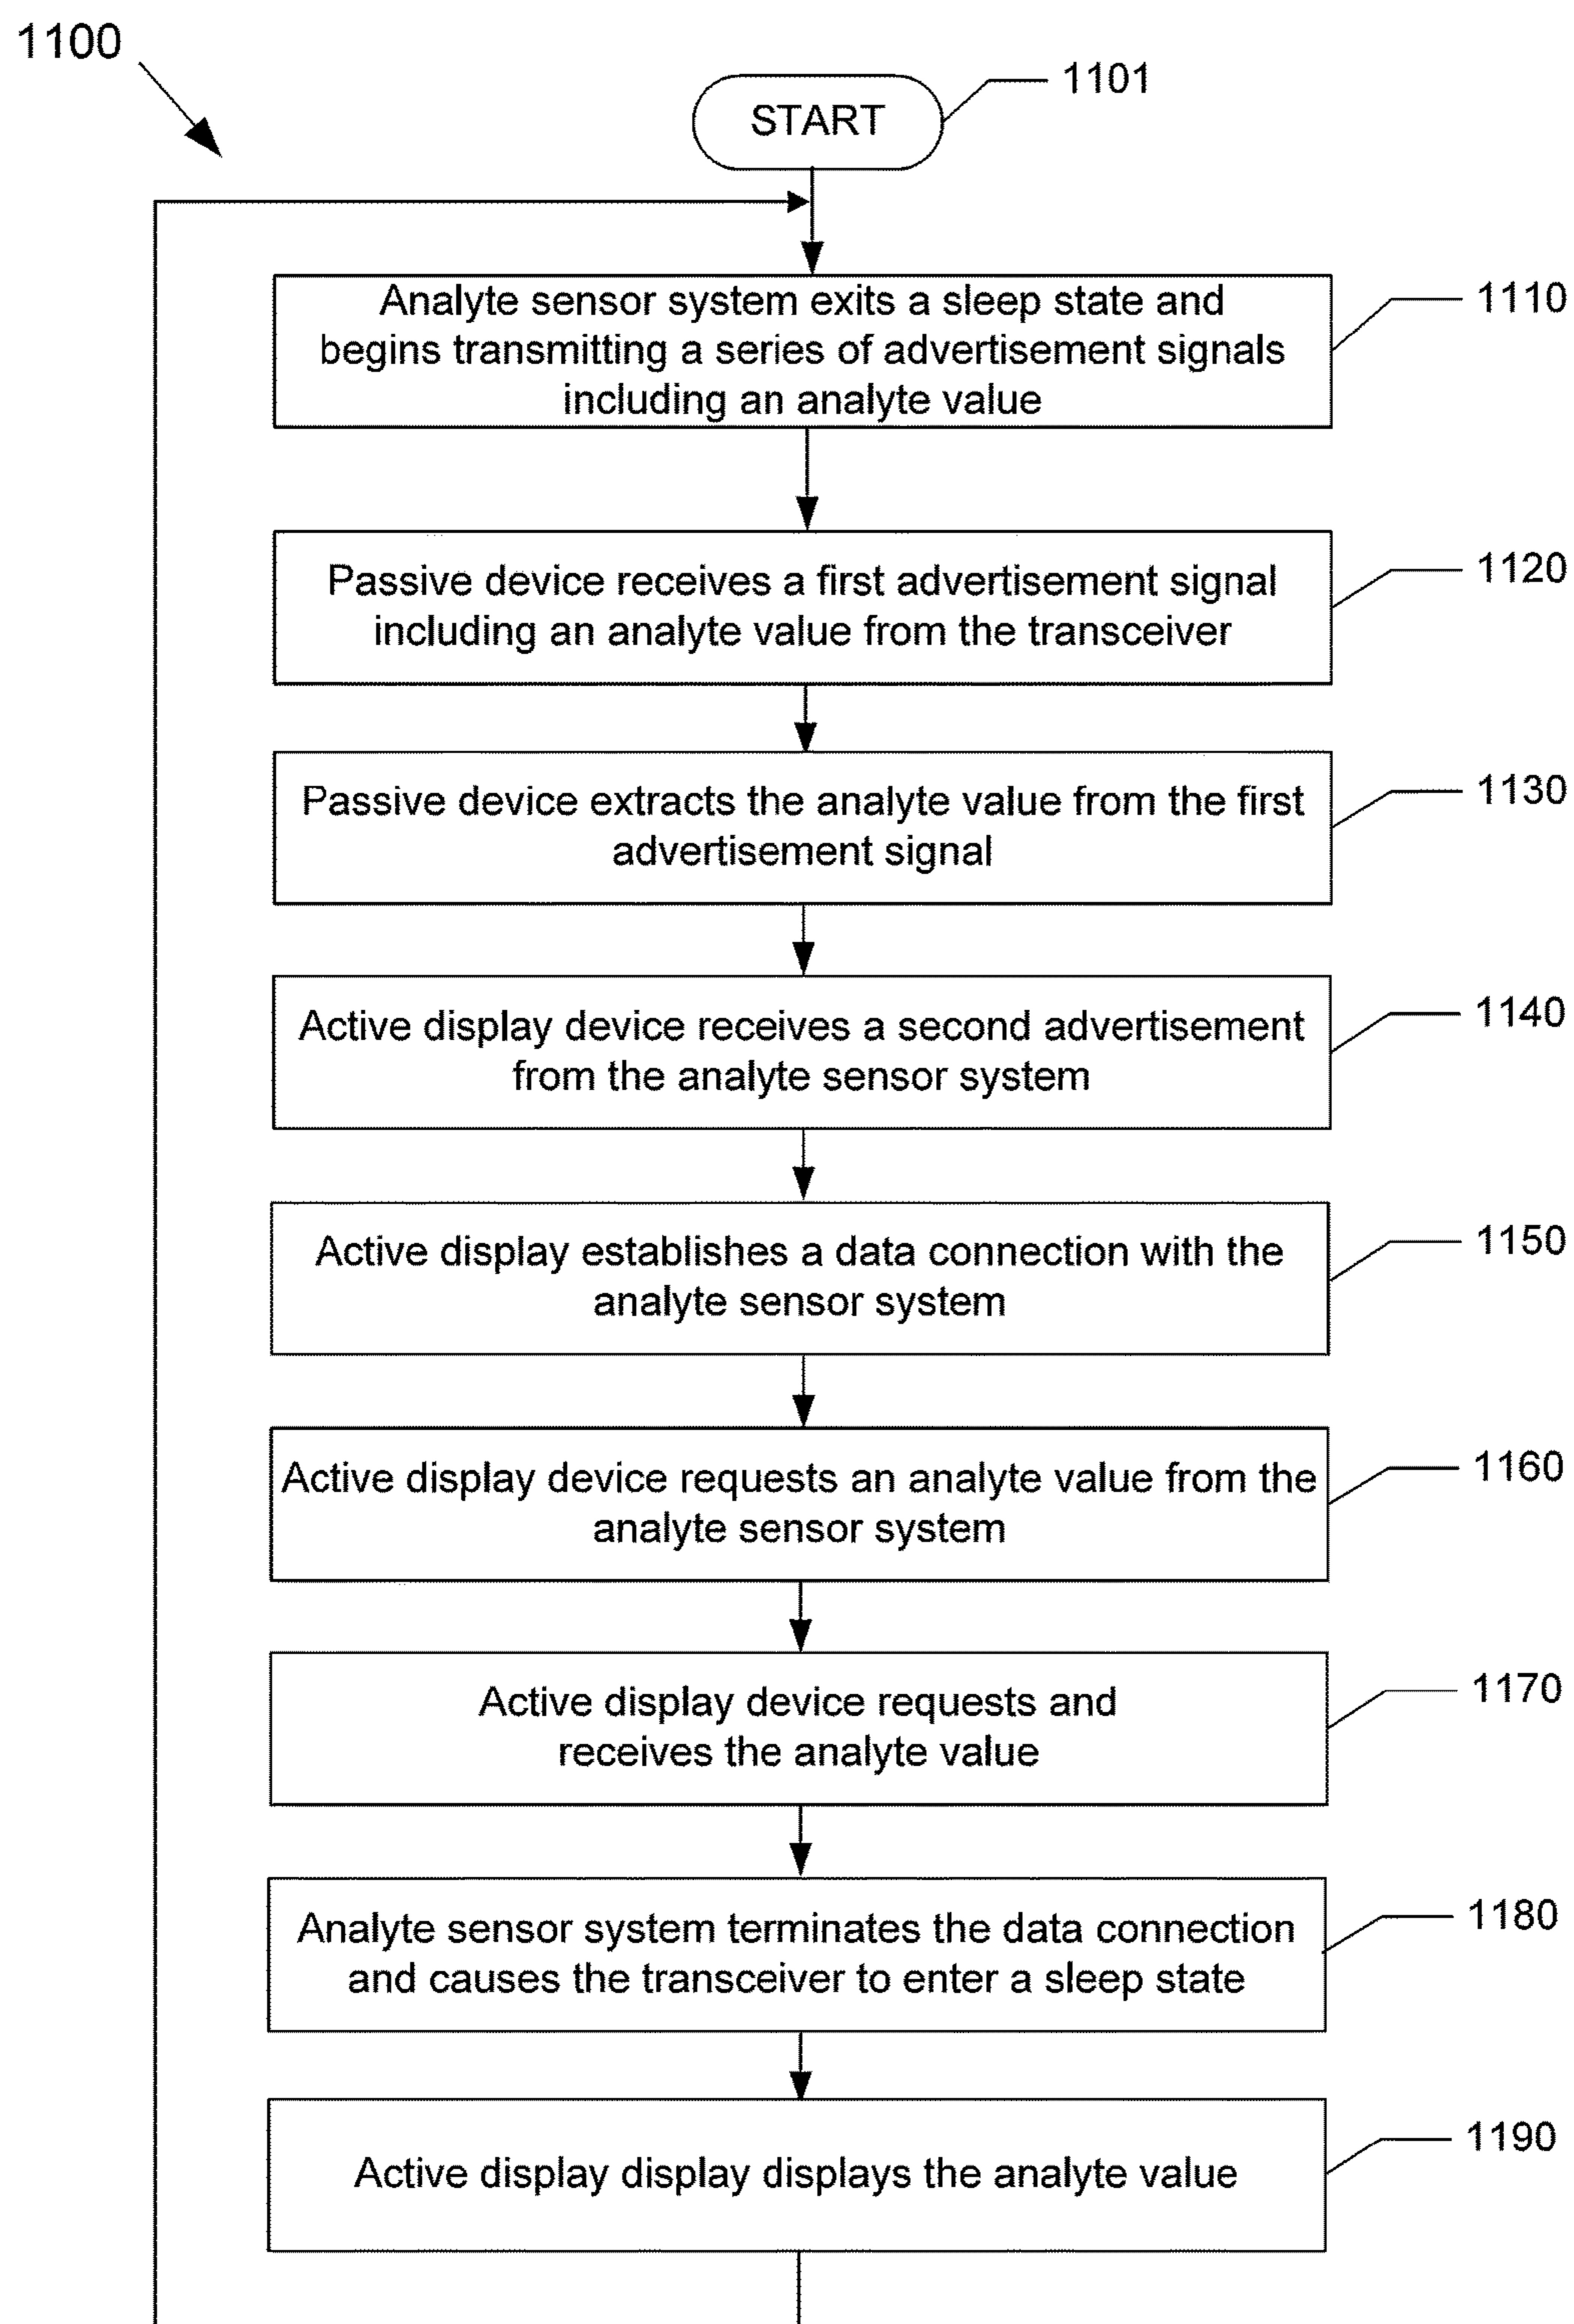 1100
START
1101
Analyte sensor system exits a sleep state and
begins transmitting a series of advertisement signals
including an analyte value
1110
Passive device receives a first advertisement signal
including an analyte value from the transceiver
1120
Passive device extracts the analyte value from the first
advertisement signal
1130
Active display device receives a second advertisement
from the analyte sensor system
1140
Active display establishes a data connection with the
analyte sensor system
1150
Active display device requests an analyte value from the
analyte sensor system
1160
Active display device requests and
receives the analyte value
1170
Analyte sensor system terminates the data connection
and causes the transceiver to enter a sleep state
1180
Active display display displays the analyte value
1190